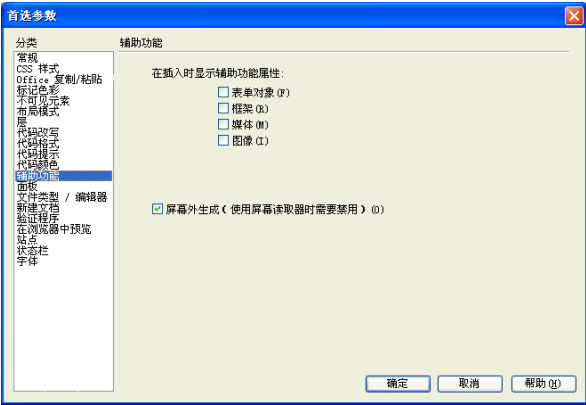 首选参数
分类
辅助功能
常规
CSS 样式
Office 复制/粘贴
标记色彩
不可见元素
布局模式
层
代码改写
代码格式
代码提示
代码颜色
辅助功能
面板
文件类型 / 编辑器
新建文档
验证程序
在浏览器中预览
站点
状态栏
字体
在插入时显示辅助功能属性:
表单对象(F)
框架(R)
媒体(M)
图像(I)
屏幕外生成(使用屏幕读取器时需要禁用)(O)
确定
取消
帮助(H)